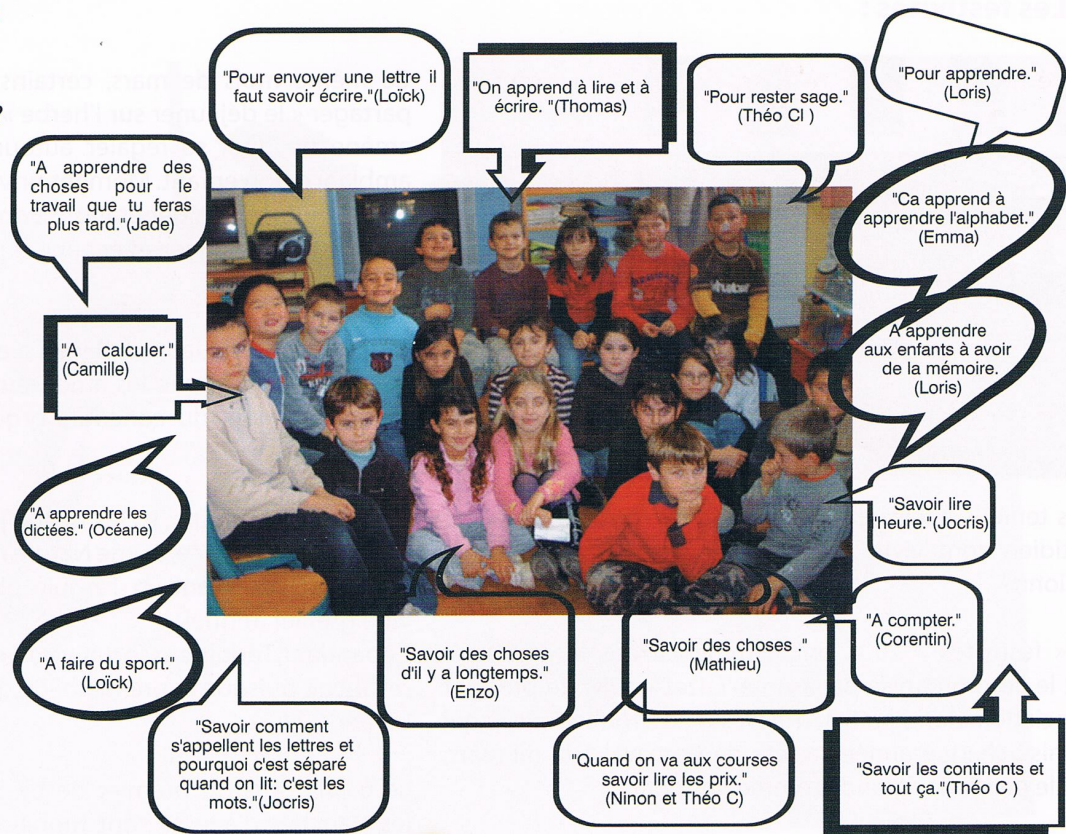 "Pour envoyer une lettre il
faut savoir écrire."(Loïck)
"On apprend à lire et à
écrire. "(Thomas)
"Pour rester sage."
(Théo Cl )
"Pour apprendre."
(Loris)
"A apprendre des
choses pour le
travail que tu feras
plus tard."(Jade)
"Ca apprend à
apprendre l'alphabet."
(Emma)
"A calculer."
(Camille)
A apprendre
aux enfants à avoir
de la mémoire.
(Loris)
"A apprendre les
dictées." (Océane)
"Savoir lire
l'heure."(Jocris)
"A faire du sport."
(Loïck)
"Savoir des choses
d'il y a longtemps."
(Enzo)
"Savoir des choses ."
(Mathieu)
"A compter."
(Corentin)
"Savoir comment
s'appellent les lettres et
pourquoi c'est séparé
quand on lit: c'est les
mots."(Jocris)
"Quand on va aux courses
savoir lire les prix."
(Ninon et Théo C)
"Savoir les continents et
tout ça."(Théo C )